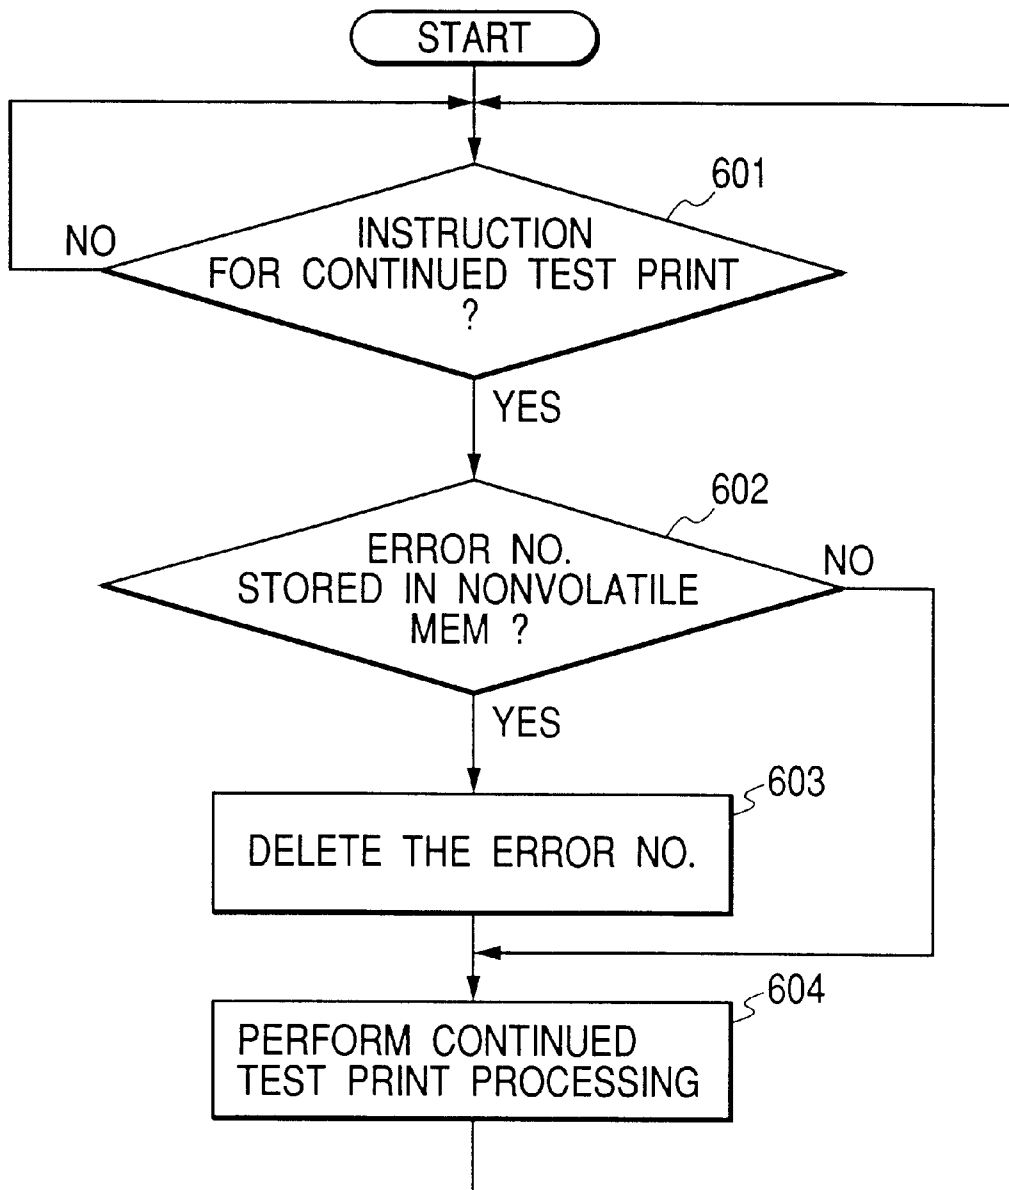 START
601
INSTRUCTION
FOR CONTINUED TEST PRINT
?
NO
YES
602
ERROR NO.
STORED IN NONVOLATILE
MEM ?
NO
YES
603
DELETE THE ERROR NO.
604
PERFORM CONTINUED
TEST PRINT PROCESSING